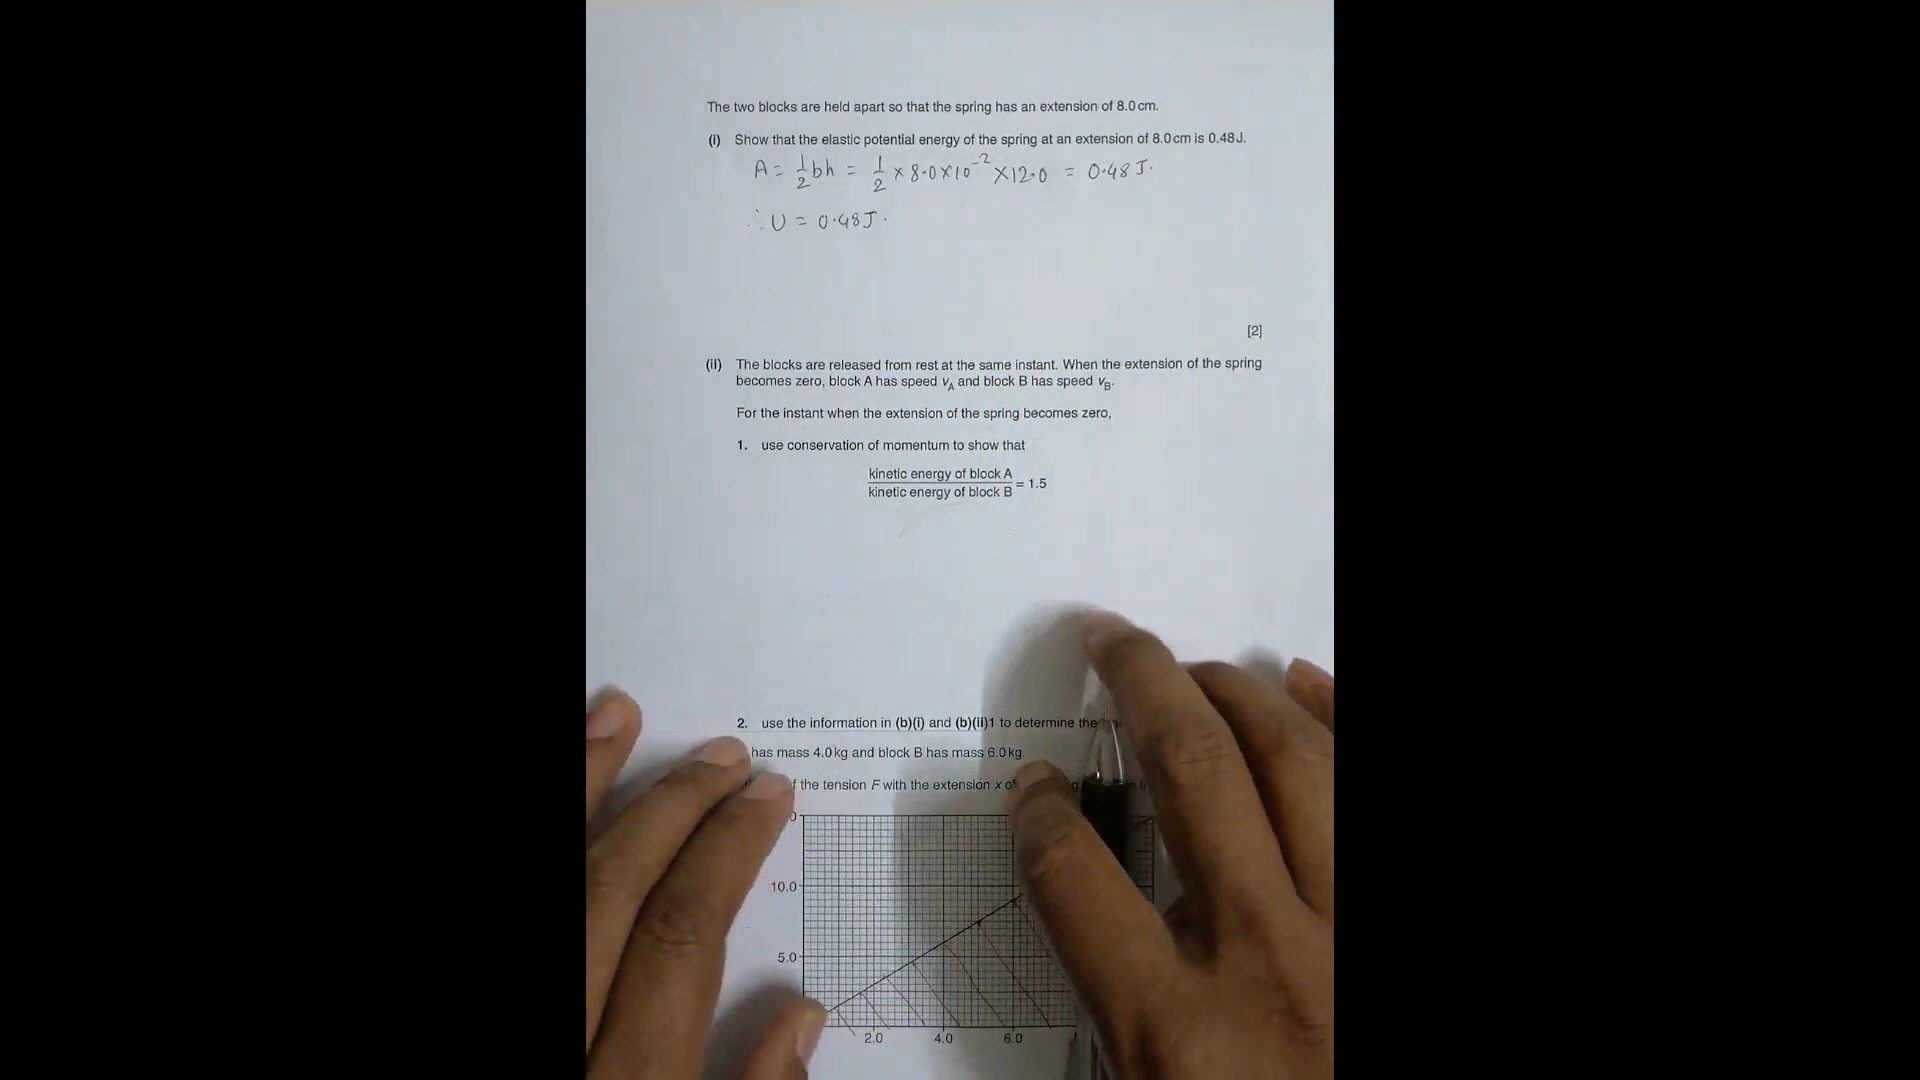 The two blocks are held apart so that the spring has an extension of 8.0 cm.
(i) Show that the elastic potential energy of the spring at an extension of 8.0 cm is 0.48 J.
A = 1/2 bh = 1/2 × 8.0×10^-2 ×12.0 = 0.48 J.
∴ U = 0.48J.
[2]
(ii) The blocks are released from rest at the same instant. When the extension of the spring
becomes zero, block A has speed v_A and block B has speed v_B.
For the instant when the extension of the spring becomes zero,
1. use conservation of momentum to show that
kinetic energy of block A
kinetic energy of block B = 1.5
2. use the information in (b)(i) and (b)(ii)1 to determine the
has mass 4.0 kg and block B has mass 6.0 kg.
the tension F with the extension x
10.0
5.0
2.0 4.0 6.0